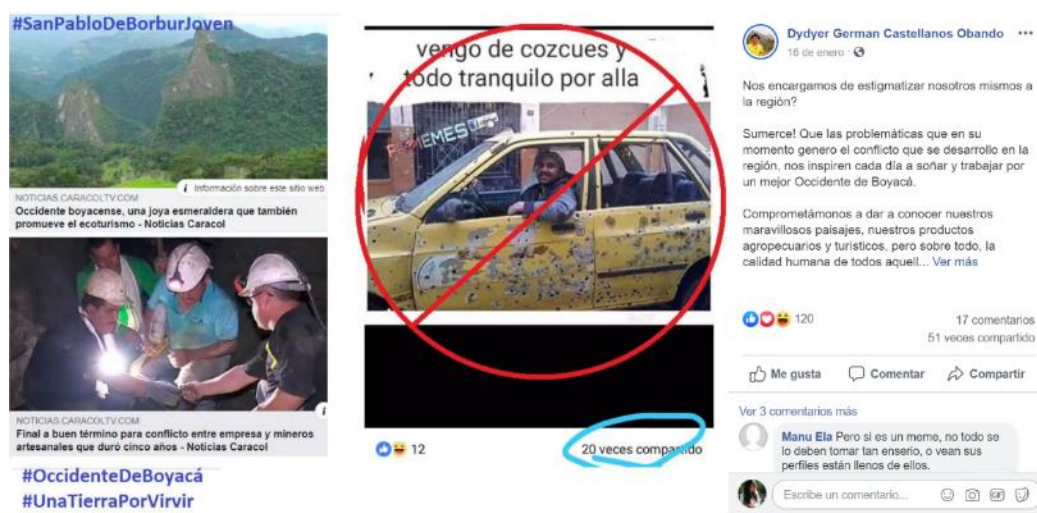 #SanPabloDeBorburJoven
Información sobre este sitio web
NOTICIAS.CARACOLTV.COM
Occidente boyacense, una joya esmeraldera que también
promueve el ecoturismo - Noticias Caracol
NOTICIAS.CARACOLTV.COM
Final a buen término para conflicto entre empresa y mineros
artesanales que duró cinco años - Noticias Caracol
#OccidenteDeBoyacá
#UnaTierraPorVirvir
vengo de cozcues y
todo tranquilo por alla
MEMES
12
20 veces compartido
Dydyer German Castellanos Obando
16 de enero
Nos encargamos de estigmatizar nosotros mismos a
la región?
Sumerce! Que las problemáticas que en su
momento genero el conflicto que se desarrollo en la
región, nos inspiren cada día a soñar y trabajar por
un mejor Occidente de Boyacá.
Comprometámonos a dar a conocer nuestros
maravillosos paisajes, nuestros productos
agropecuarios y turísticos, pero sobre todo, la
calidad humana de todos aquell... Ver más
120
17 comentarios
51 veces compartido
Me gusta Comentar Compartir
Ver 3 comentarios más
Manu Ela Pero si es un meme, no todo se
lo deben tomar tan enserio, o vean sus
perfiles están llenos de ellos.
Escribe un comentario...
GIF